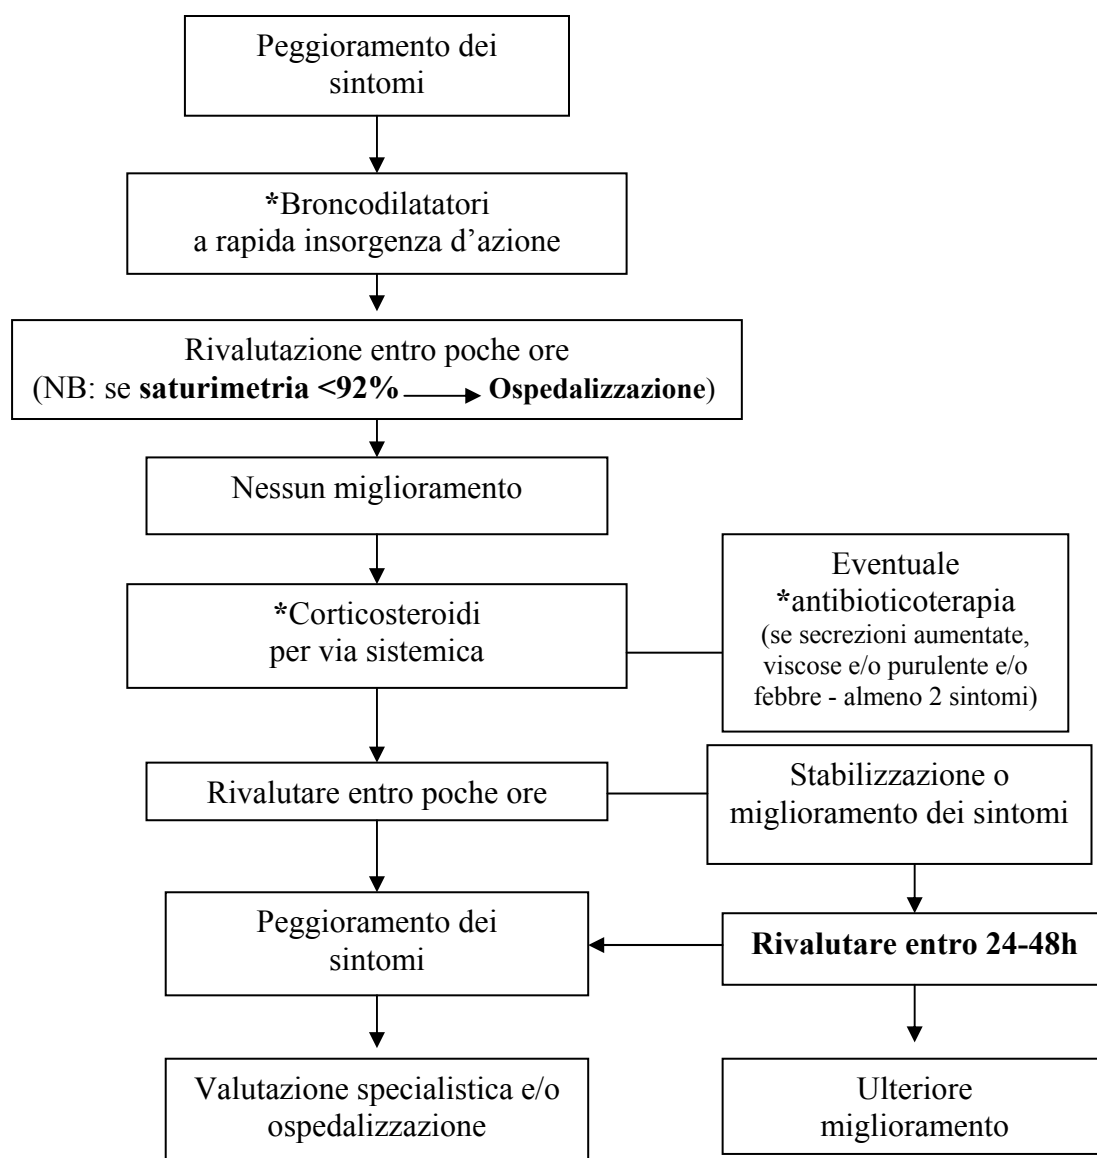 Peggioramento dei
sintomi
*Broncodilatatori
a rapida insorgenza d’azione
Rivalutazione entro poche ore
(NB: se saturimetria <92% Ospedalizzazione)
Nessun miglioramento
*Corticosteroidi
per via sistemica
Eventuale
*antibioticoterapia
(se secrezioni aumentate,
viscose e/o purulente e/o
febbre - almeno 2 sintomi)
Rivalutare entro poche ore
Stabilizzazione o
miglioramento dei sintomi
Peggioramento dei
sintomi
Rivalutare entro 24-48h
Valutazione specialistica e/o
ospedalizzazione
Ulteriore
miglioramento